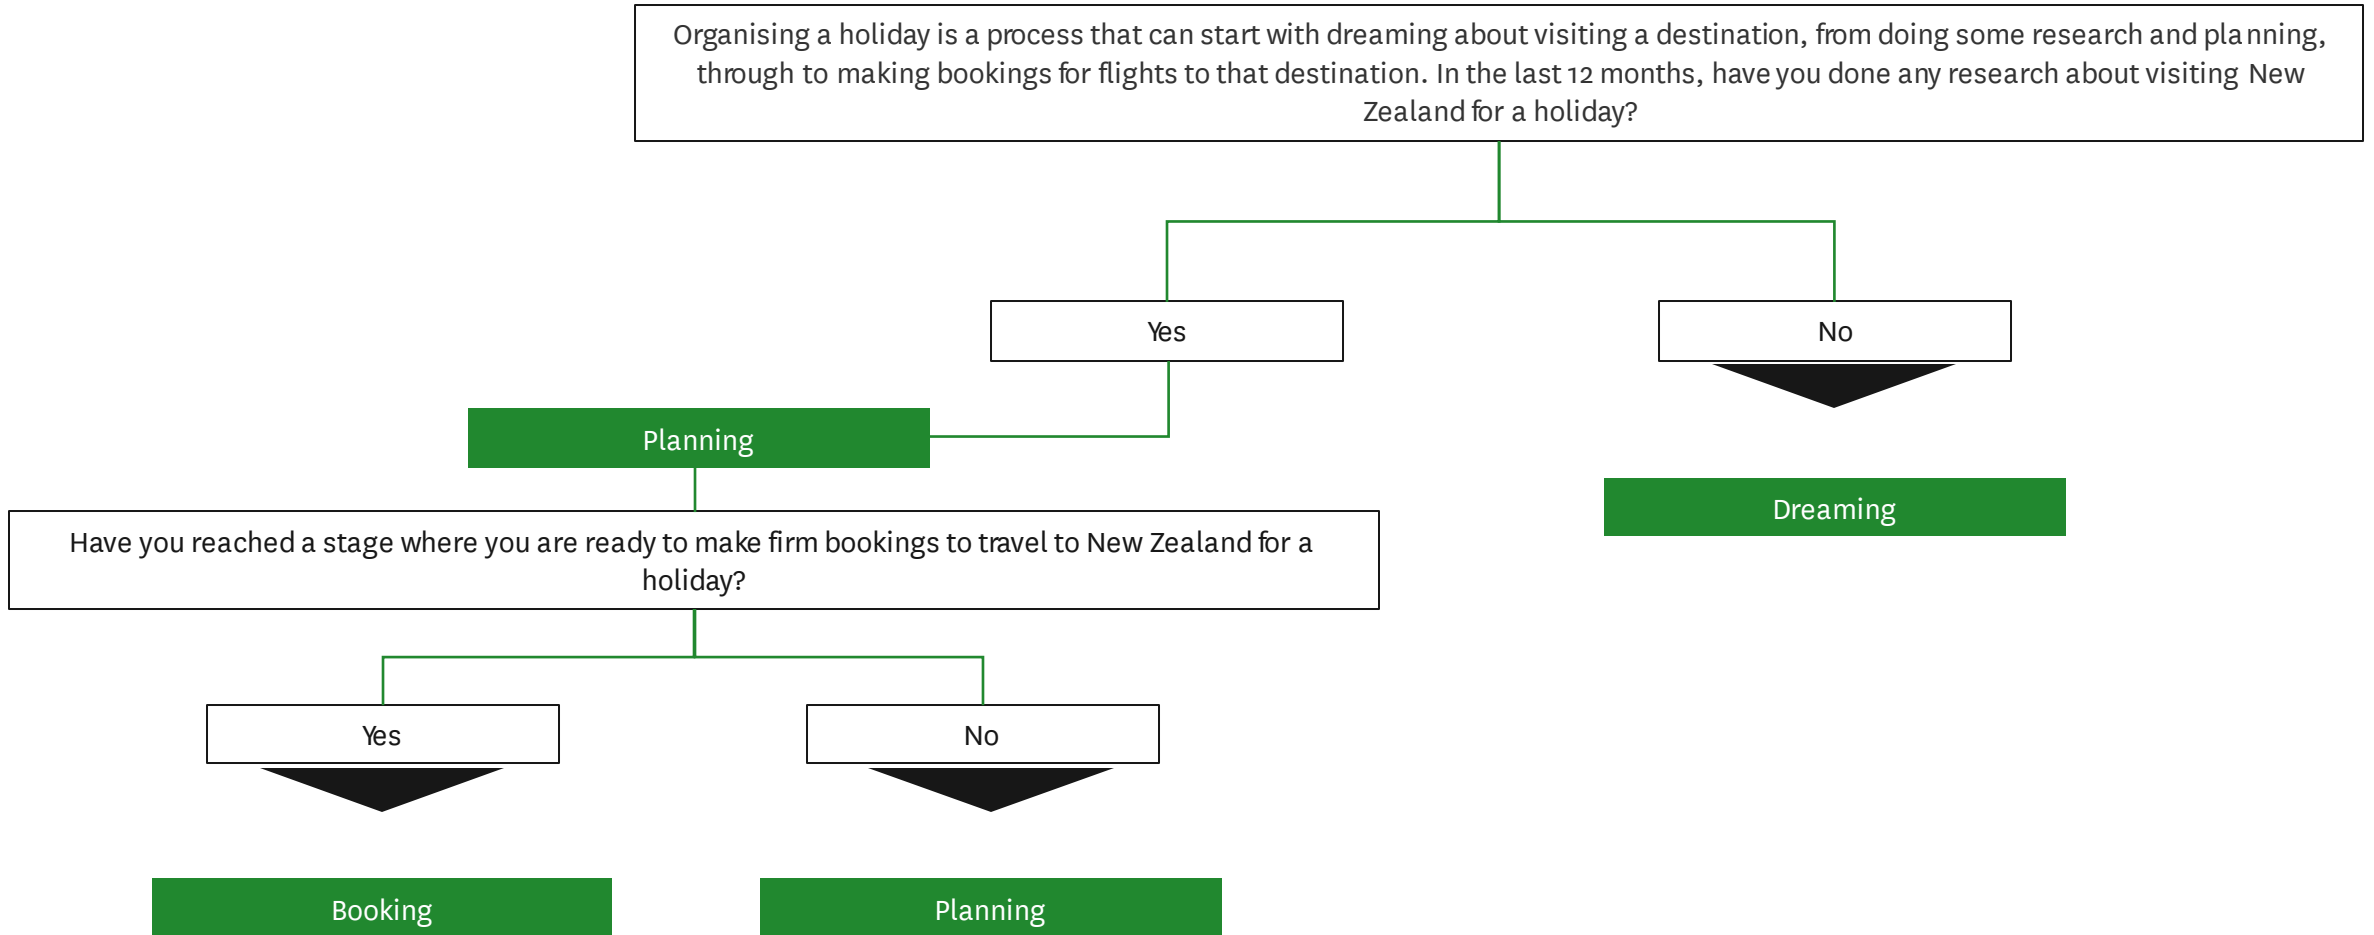 Organising a holiday is a process that can start with dreaming about visiting a destination, from doing some research and planning,
through to making bookings for flights to that destination. In the last 12 months, have you done any research about visiting New
Zealand for a holiday?
Yes
No
Planning
Dreaming
Have you reached a stage where you are ready to make firm bookings to travel to New Zealand for a
holiday?
Yes
No
Booking
Planning